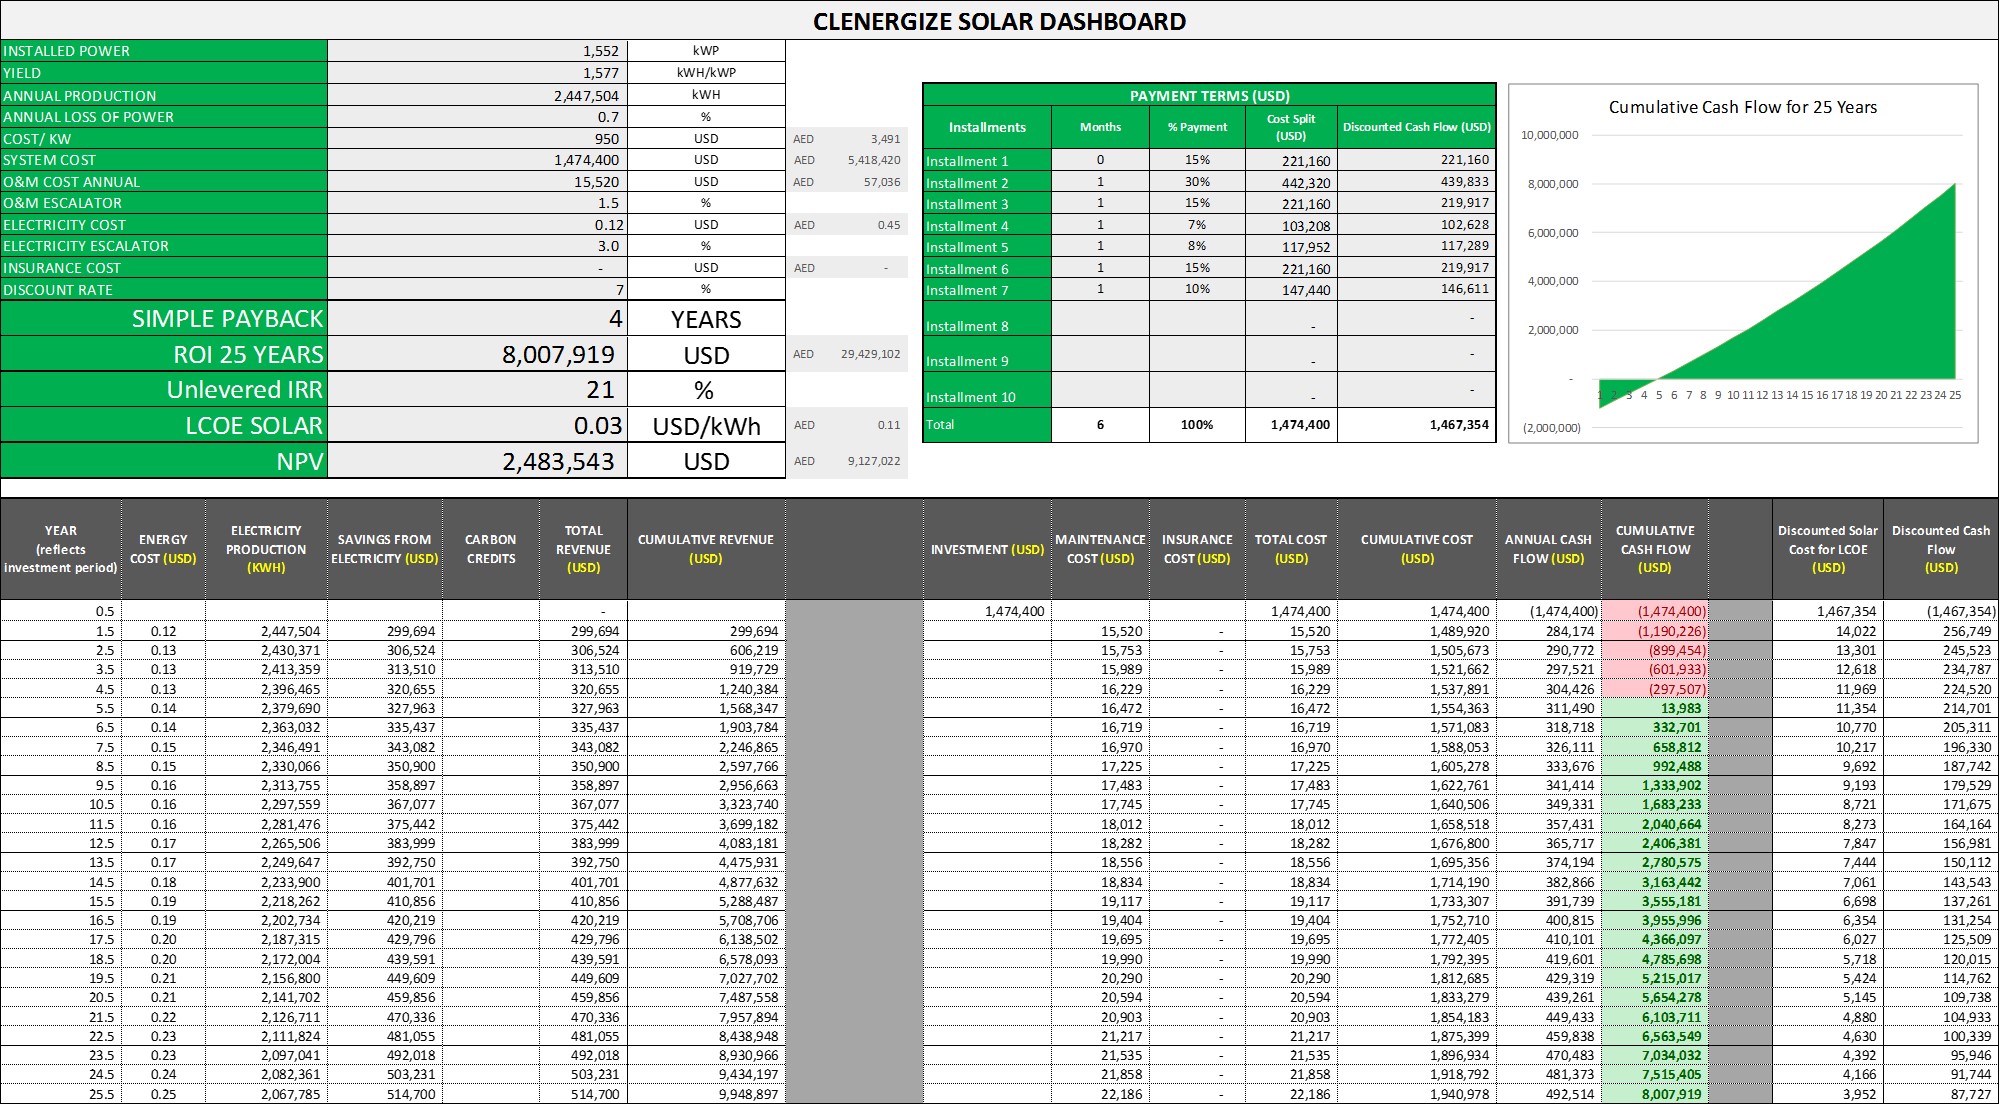 CLENERGIZE SOLAR DASHBOARD
INSTALLED POWER 1,552 kWP
YIELD 1,577 kWH/kWP
ANNUAL PRODUCTION 2,447,504 kWH
ANNUAL LOSS OF POWER 0.7 %
COST/ KW 950 USD AED 3,491
SYSTEM COST 1,474,400 USD AED 5,418,420
O&M COST ANNUAL 15,520 USD AED 57,036
O&M ESCALATOR 1.5 %
ELECTRICITY COST 0.12 USD AED 0.45
ELECTRICITY ESCALATOR 3.0 %
INSURANCE COST - USD AED -
DISCOUNT RATE 7 %
SIMPLE PAYBACK 4 YEARS
ROI 25 YEARS 8,007,919 USD AED 29,429,102
Unlevered IRR 21 %
LCOE SOLAR 0.03 USD/kWh AED 0.11
NPV 2,483,543 USD AED 9,127,022
PAYMENT TERMS (USD)
Installments Months % Payment Cost Split (USD) Discounted Cash Flow (USD)
Installment 1 0 15% 221,160 221,160
Installment 2 1 30% 442,320 439,833
Installment 3 1 15% 221,160 219,917
Installment 4 1 7% 103,208 102,628
Installment 5 1 8% 117,952 117,289
Installment 6 1 15% 221,160 219,917
Installment 7 1 10% 147,440 146,611
Installment 8 - -
Installment 9 - -
Installment 10 - -
Total 6 100% 1,474,400 1,467,354
Cumulative Cash Flow for 25 Years
10,000,000
8,000,000
6,000,000
4,000,000
2,000,000
-
(2,000,000)
1 2 3 4 5 6 7 8 9 10 11 12 13 14 15 16 17 18 19 20 21 22 23 24 25
YEAR (reflects investment period) ENERGY COST (USD) ELECTRICITY PRODUCTION (KWH) SAVINGS FROM ELECTRICITY (USD) CARBON CREDITS TOTAL REVENUE (USD) CUMULATIVE REVENUE (USD) INVESTMENT (USD) MAINTENANCE COST (USD) INSURANCE COST (USD) TOTAL COST (USD) CUMULATIVE COST (USD) ANNUAL CASH FLOW (USD) CUMULATIVE CASH FLOW (USD) Discounted Solar Cost for LCOE (USD) Discounted Cash Flow (USD)
0.5 - 1,474,400 1,474,400 1,474,400 (1,474,400) (1,474,400) 1,467,354 (1,467,354)
1.5 0.12 2,447,504 299,694 299,694 299,694 15,520 - 15,520 1,489,920 284,174 (1,190,226) 14,022 256,749
2.5 0.13 2,430,371 306,524 306,524 606,219 15,753 - 15,753 1,505,673 290,772 (899,454) 13,301 245,523
3.5 0.13 2,413,359 313,510 313,510 919,729 15,989 - 15,989 1,521,662 297,521 (601,933) 12,618 234,787
4.5 0.13 2,396,465 320,655 320,655 1,240,384 16,229 - 16,229 1,537,891 304,426 (297,507) 11,969 224,520
5.5 0.14 2,379,690 327,963 327,963 1,568,347 16,472 - 16,472 1,554,363 311,490 13,983 11,354 214,701
6.5 0.14 2,363,032 335,437 335,437 1,903,784 16,719 - 16,719 1,571,083 318,718 332,701 10,770 205,311
7.5 0.15 2,346,491 343,082 343,082 2,246,865 16,970 - 16,970 1,588,053 326,111 658,812 10,217 196,330
8.5 0.15 2,330,066 350,900 350,900 2,597,766 17,225 - 17,225 1,605,278 333,676 992,488 9,692 187,742
9.5 0.16 2,313,755 358,897 358,897 2,956,663 17,483 - 17,483 1,622,761 341,414 1,333,902 9,193 179,529
10.5 0.16 2,297,559 367,077 367,077 3,323,740 17,745 - 17,745 1,640,506 349,331 1,683,233 8,721 171,675
11.5 0.16 2,281,476 375,442 375,442 3,699,182 18,012 - 18,012 1,658,518 357,431 2,040,664 8,273 164,164
12.5 0.17 2,265,506 383,999 383,999 4,083,181 18,282 - 18,282 1,676,800 365,717 2,406,381 7,847 156,981
13.5 0.17 2,249,647 392,750 392,750 4,475,931 18,556 - 18,556 1,695,356 374,194 2,780,575 7,444 150,112
14.5 0.18 2,233,900 401,701 401,701 4,877,632 18,834 - 18,834 1,714,190 382,866 3,163,442 7,061 143,543
15.5 0.19 2,218,262 410,856 410,856 5,288,487 19,117 - 19,117 1,733,307 391,739 3,555,181 6,698 137,261
16.5 0.19 2,202,734 420,219 420,219 5,708,706 19,404 - 19,404 1,752,710 400,815 3,955,996 6,354 131,254
17.5 0.20 2,187,315 429,796 429,796 6,138,502 19,695 - 19,695 1,772,405 410,101 4,366,097 6,027 125,509
18.5 0.20 2,172,004 439,591 439,591 6,578,093 19,990 - 19,990 1,792,395 419,601 4,785,698 5,718 120,015
19.5 0.21 2,156,800 449,609 449,609 7,027,702 20,290 - 20,290 1,812,685 429,319 5,215,017 5,424 114,762
20.5 0.21 2,141,702 459,856 459,856 7,487,558 20,594 - 20,594 1,833,279 439,261 5,654,278 5,145 109,738
21.5 0.22 2,126,711 470,336 470,336 7,957,894 20,903 - 20,903 1,854,183 449,433 6,103,711 4,880 104,933
22.5 0.23 2,111,824 481,055 481,055 8,438,948 21,217 - 21,217 1,875,399 459,838 6,563,549 4,630 100,339
23.5 0.23 2,097,041 492,018 492,018 8,930,966 21,535 - 21,535 1,896,934 470,483 7,034,032 4,392 95,946
24.5 0.24 2,082,361 503,231 503,231 9,434,197 21,858 - 21,858 1,918,792 481,373 7,515,405 4,166 91,744
25.5 0.25 2,067,785 514,700 514,700 9,948,897 22,186 - 22,186 1,940,978 492,514 8,007,919 3,952 87,727